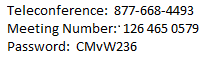 Teleconference: 877-668-4493
Meeting Number: 126 465 0579
Password: CMvW236